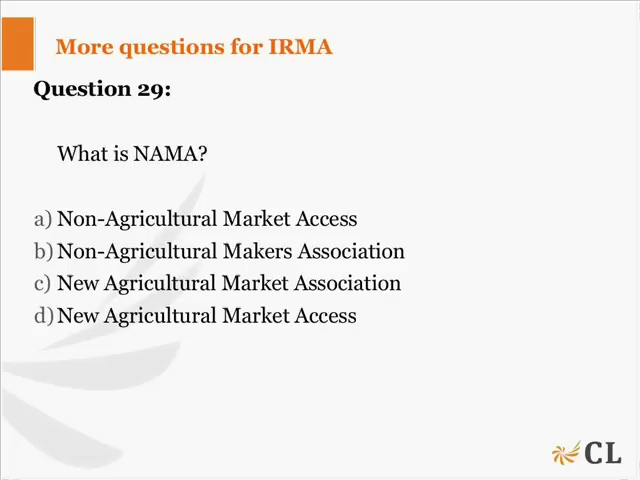 More questions for IRMA
Question 29:
What is NAMA?
a) Non-Agricultural Market Access
b) Non-Agricultural Makers Association
c) New Agricultural Market Association
d) New Agricultural Market Access
CL